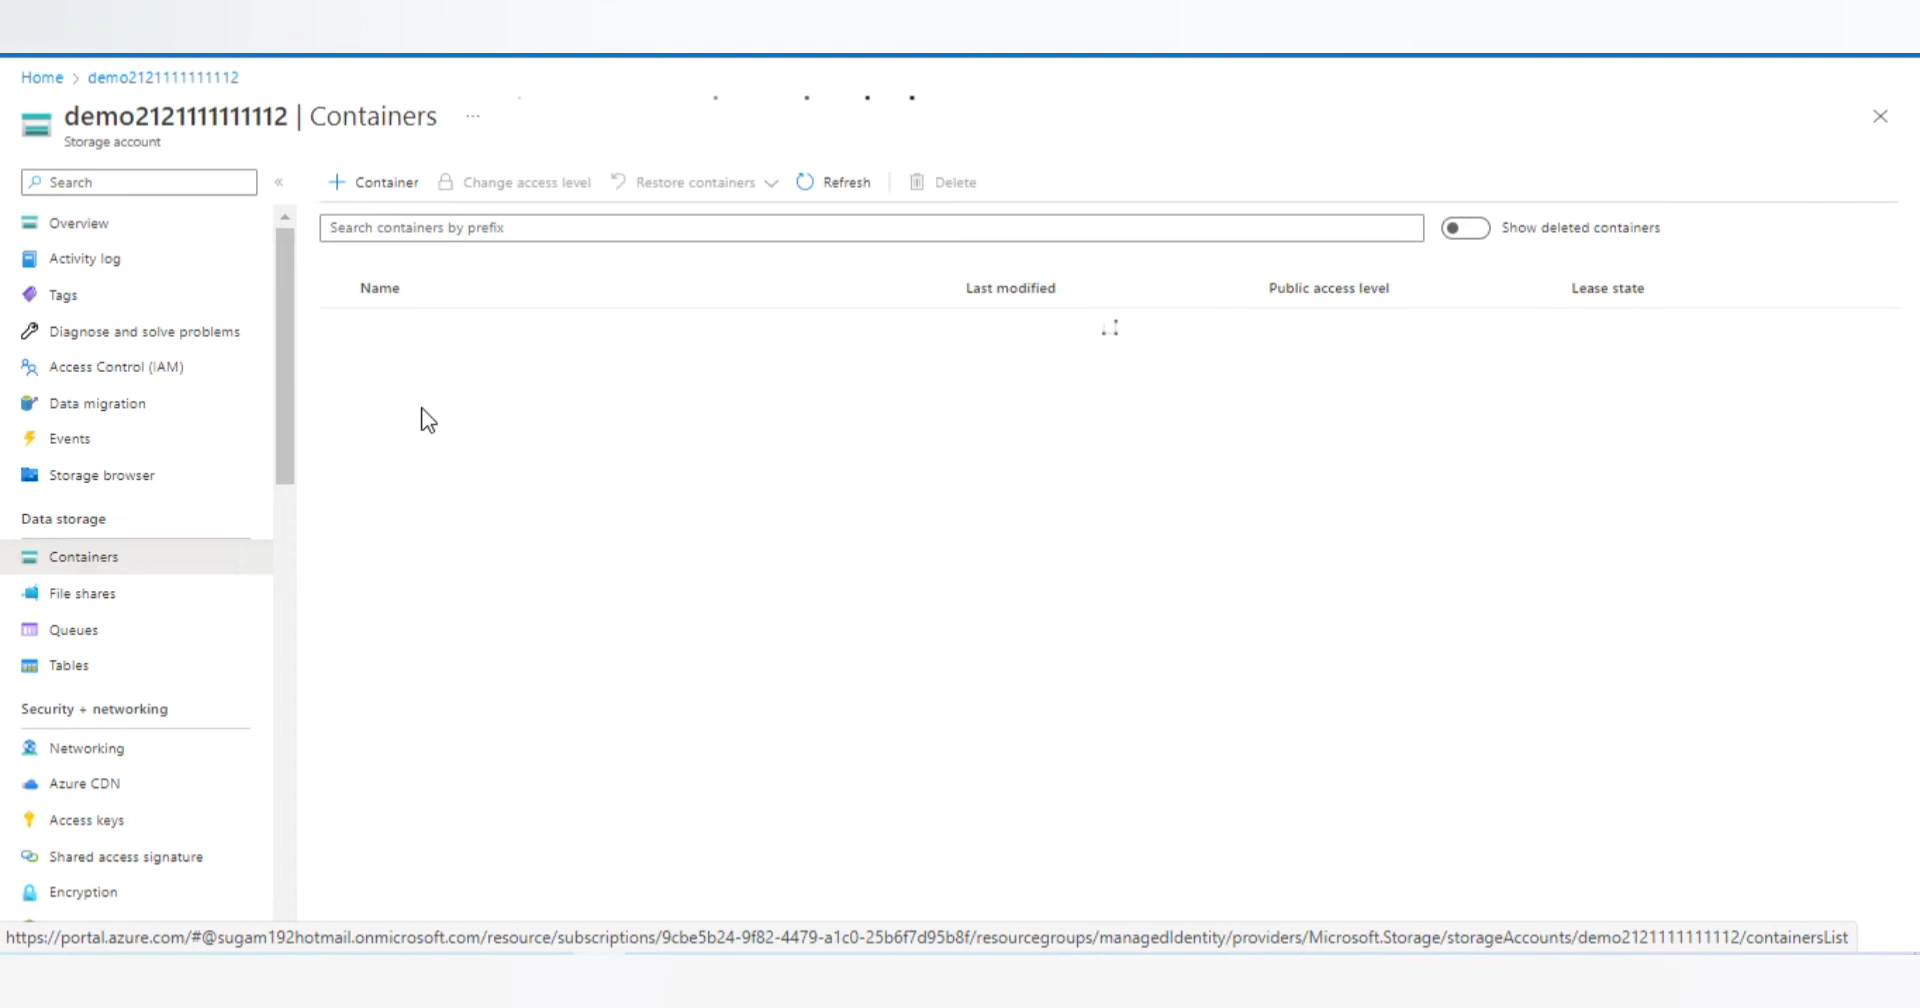 Home > demo2121111111112
demo2121111111112 | Containers ...
Storage account
Search «
Container Change access level Restore containers Refresh Delete
Search containers by prefix Show deleted containers
Name Last modified Public access level Lease state
Overview
Activity log
Tags
Diagnose and solve problems
Access Control (IAM)
Data migration
Events
Storage browser
Data storage
Containers
File shares
Queues
Tables
Security + networking
Networking
Azure CDN
Access keys
Shared access signature
Encryption
https://portal.azure.com/#@sugam192hotmail.onmicrosoft.com/resource/subscriptions/9cbe5b24-9f82-4479-a1c0-25b6f7d95b8f/resourcegroups/managedIdentity/providers/Microsoft.Storage/storageAccounts/demo2121111111112/containersList